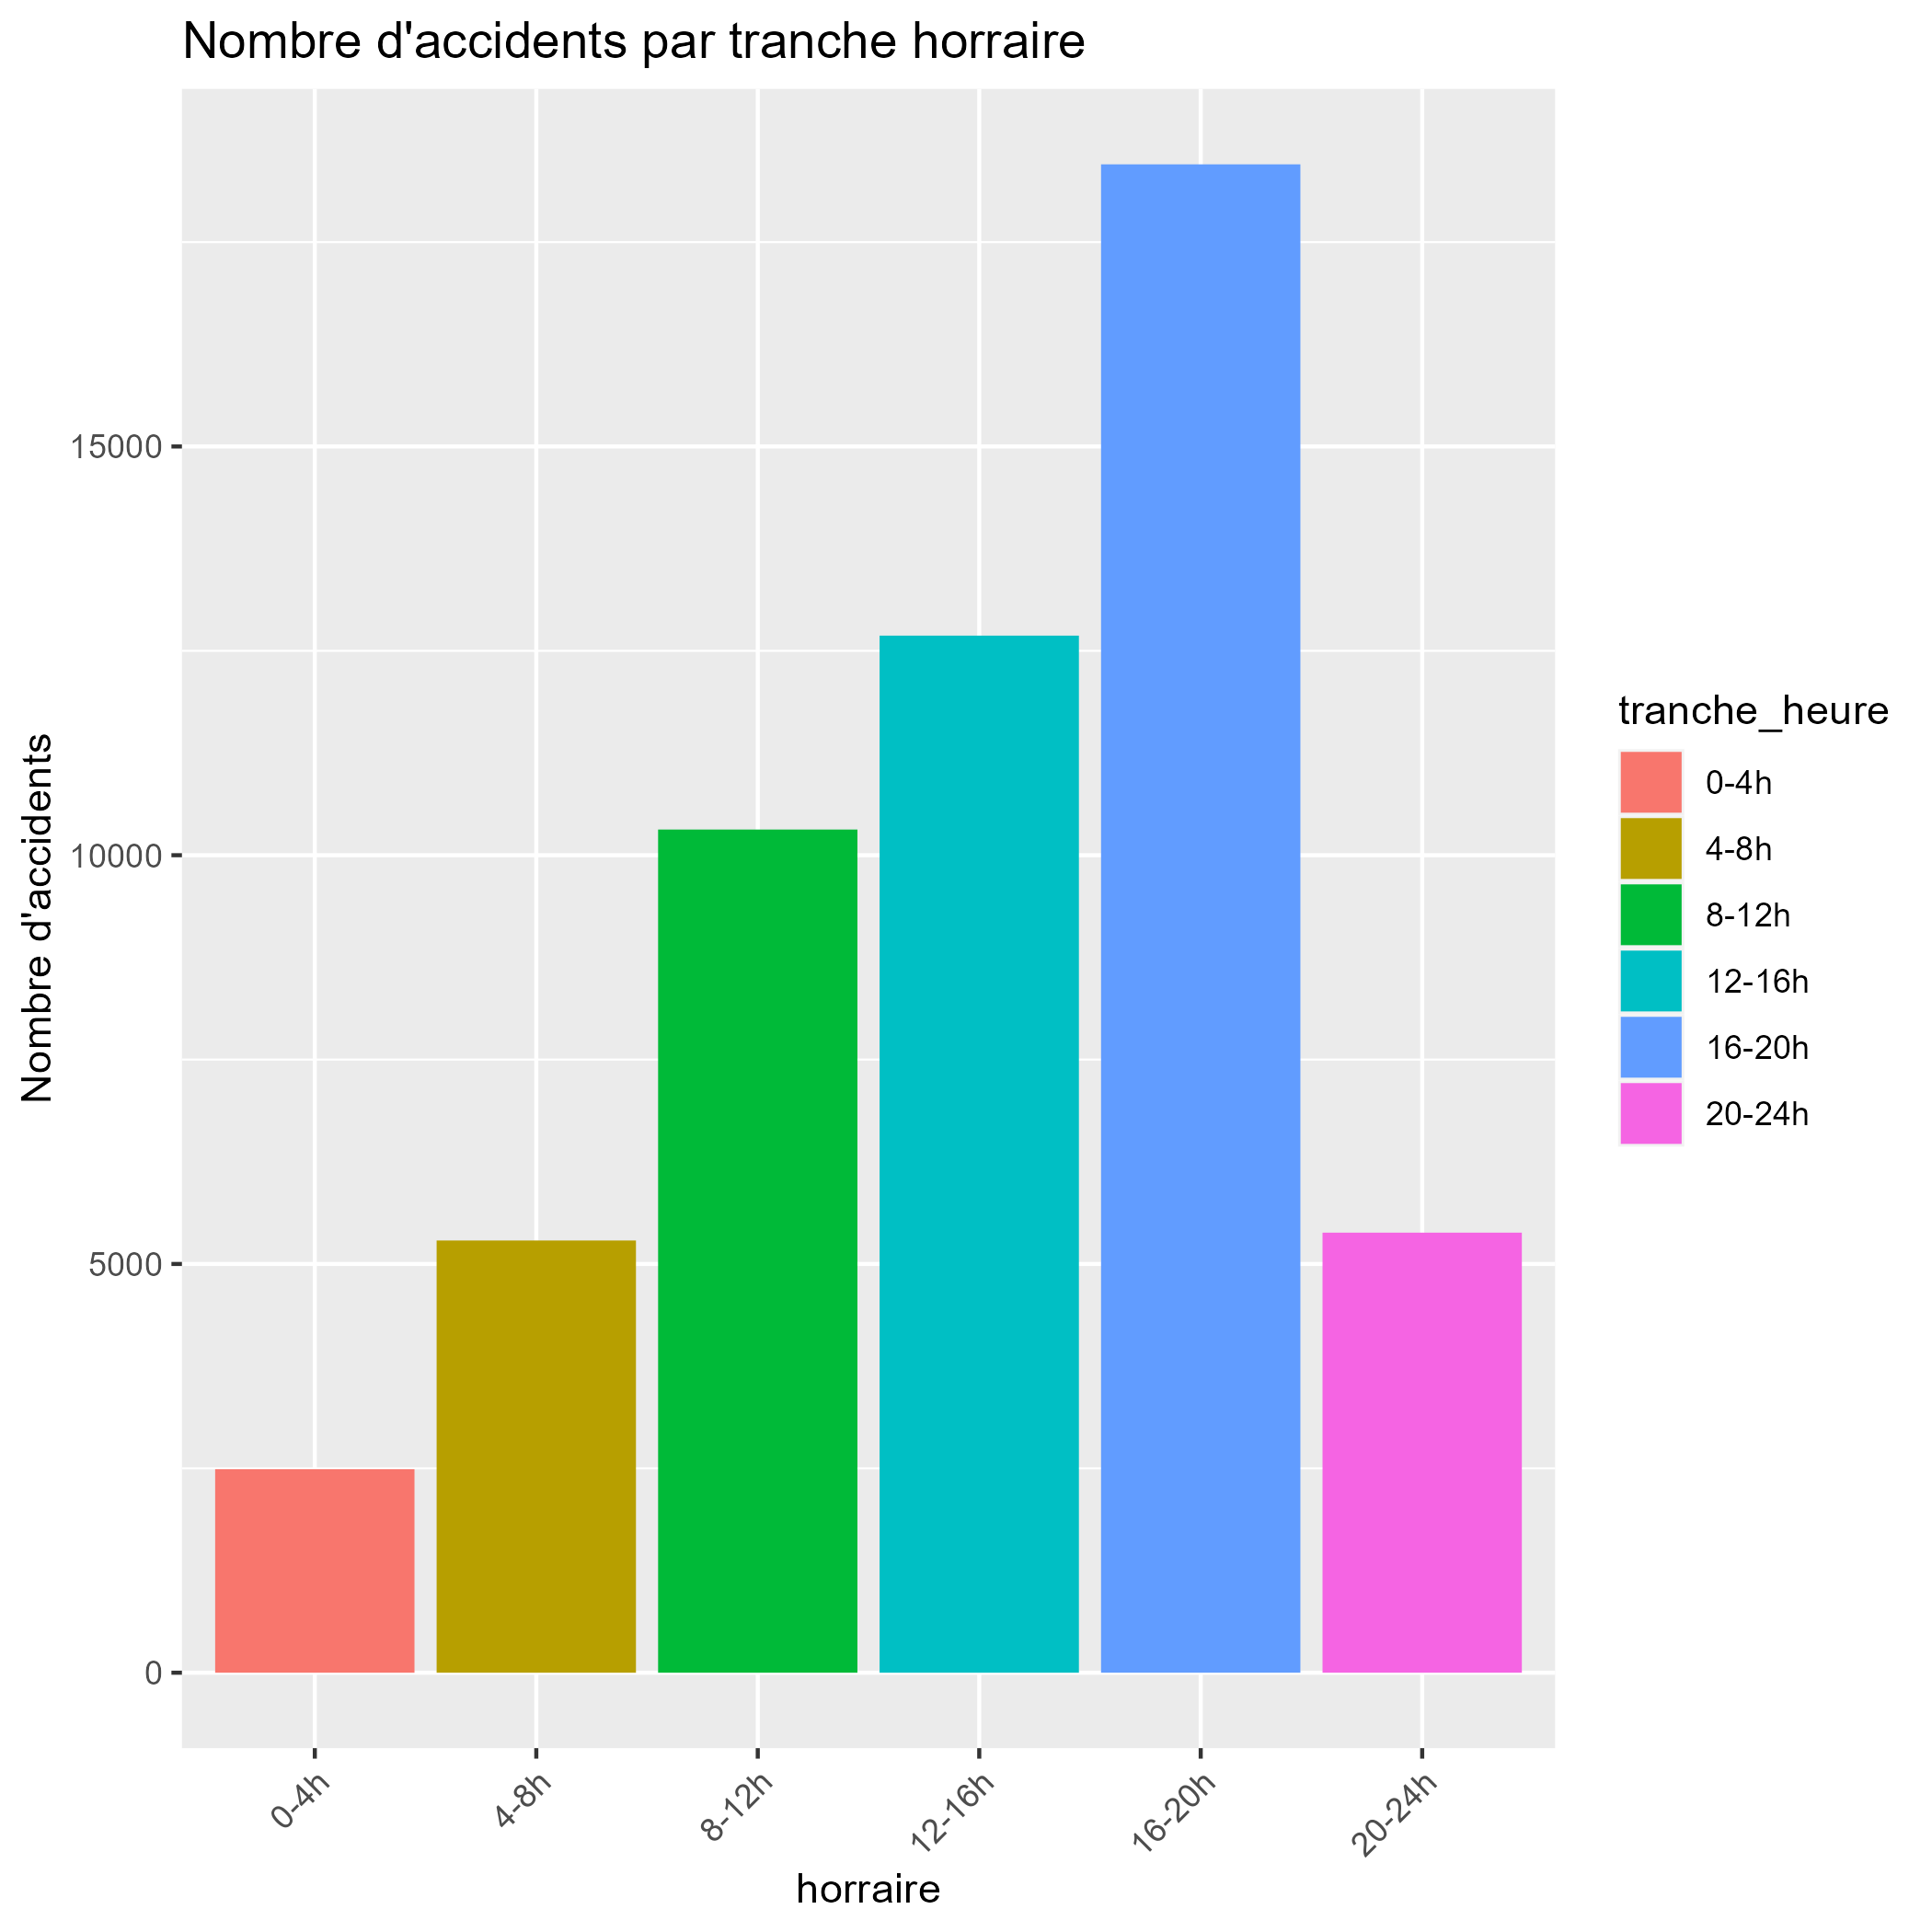 Nombre d'accidents par tranche horraire
Nombre d'accidents
15000
10000
5000
0
0-4h
4-8h
8-12h
12-16h
16-20h
20-24h
horraire
tranche_heure
0-4h
4-8h
8-12h
12-16h
16-20h
20-24h